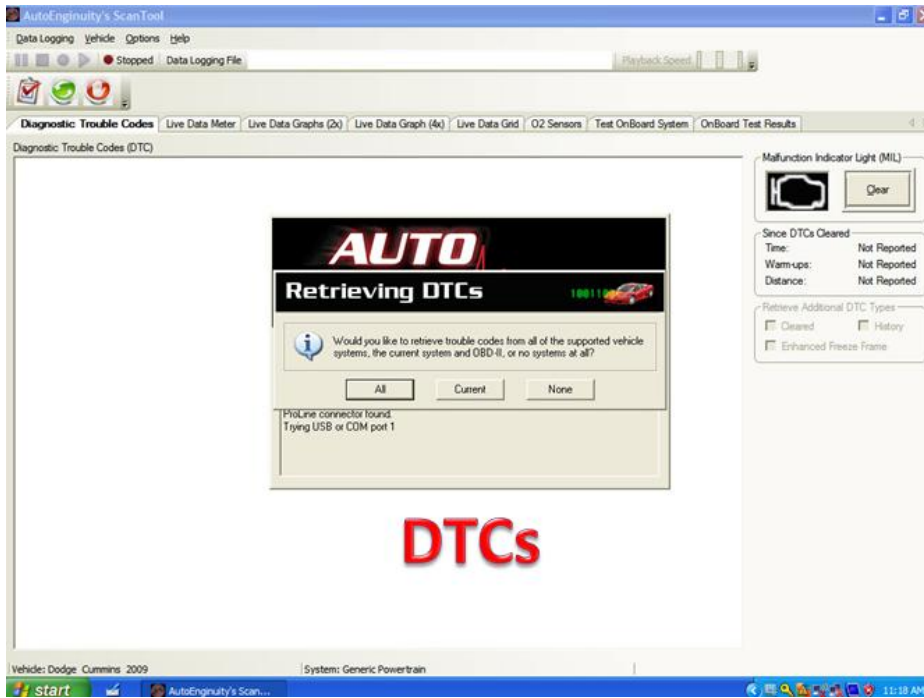 AutoEnginuity's ScanTool
Data Logging Vehicle Options Help
Stopped Data Logging File Playback Speed
Diagnostic Trouble Codes Live Data Meter Live Data Graphs (2x) Live Data Graph (4x) Live Data Grid O2 Sensors Test OnBoard System OnBoard Test Results
Diagnostic Trouble Codes (DTC)
Malfunction Indicator Light (MIL)
Clear
Since DTCs Cleared
Time: Not Reported
Warm-ups: Not Reported
Distance: Not Reported
Retrieve Additional DTC Types
Cleared History
Enhanced Freeze Frame
AUTO
Retrieving DTCs
Would you like to retrieve trouble codes from all of the supported vehicle
systems, the current system and OBD-II, or no systems at all?
All Current None
ProLine connector found.
Trying USB or COM port 1
DTCs
Vehicle: Dodge Cummins 2009 System: Generic Powertrain
start AutoEnginuity's Scan... 11:18 AM